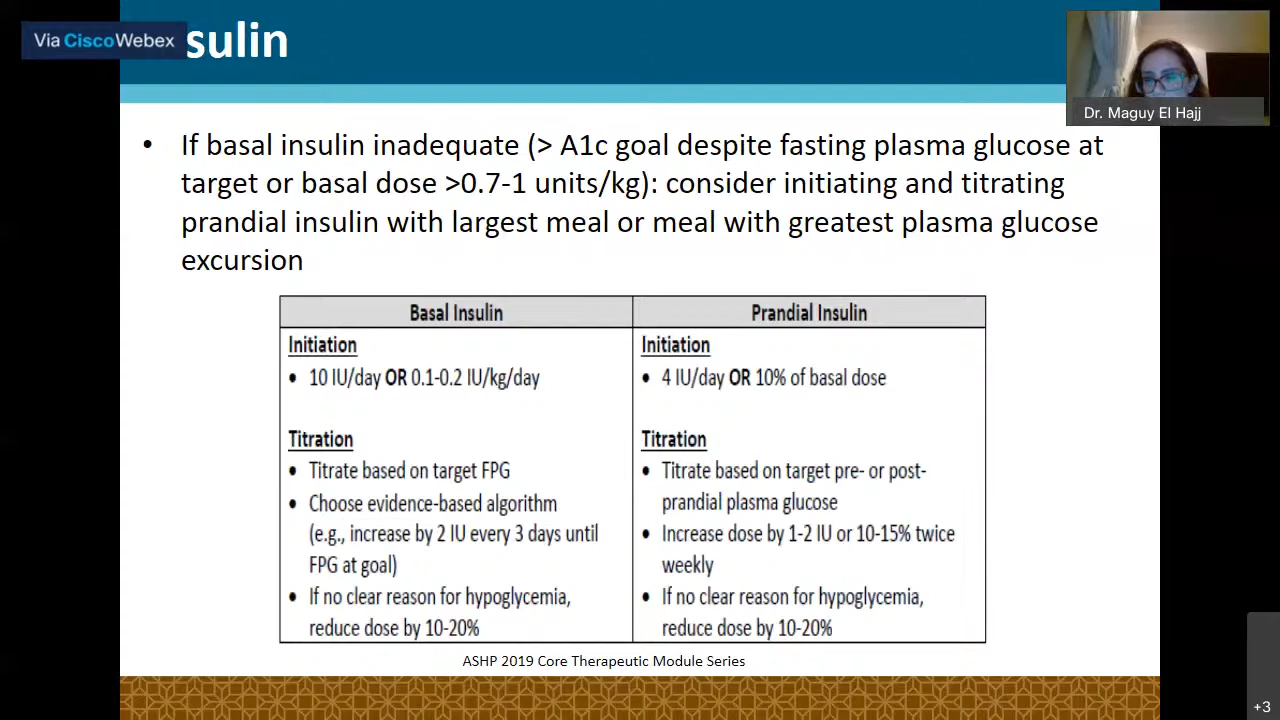 Via CiscoWebex
sulin
Dr. Maguy El Hajj
• If basal insulin inadequate (> A1c goal despite fasting plasma glucose at
target or basal dose >0.7-1 units/kg): consider initiating and titrating
prandial insulin with largest meal or meal with greatest plasma glucose
excursion
Basal Insulin
Initiation
• 10 IU/day OR 0.1-0.2 IU/kg/day
Titration
• Titrate based on target FPG
• Choose evidence-based algorithm
(e.g., increase by 2 IU every 3 days until
FPG at goal)
• If no clear reason for hypoglycemia,
reduce dose by 10-20%
Prandial Insulin
Initiation
• 4 IU/day OR 10% of basal dose
Titration
• Titrate based on target pre- or post-
prandial plasma glucose
• Increase dose by 1-2 IU or 10-15% twice
weekly
• If no clear reason for hypoglycemia,
reduce dose by 10-20%
ASHP 2019 Core Therapeutic Module Series
+3